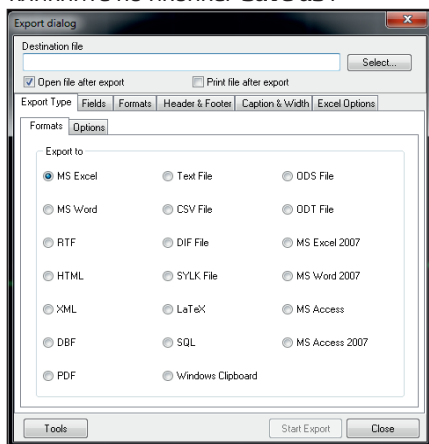 Export dialog
Destination file
Select...
Open file after export Print file after export
Export Type Fields Formats Header & Footer Caption & Width Excel Options
Formats Options
Export to
MS Excel Text File ODS File
MS Word CSV File ODT File
RTF DIF File MS Excel 2007
HTML SYLK File MS Word 2007
XML LaTeX MS Access
DBF SQL MS Access 2007
PDF Windows Clipboard
Tools Start Export Close